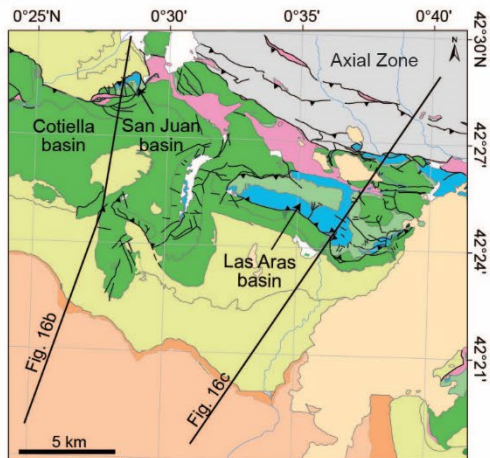 0°25'N 0°30' 0°35' 0°40'
42°30'N
N
Axial Zone
Cotiella
basin
San Juan
basin
42°27'
Las Aras
basin
42°24'
Fig. 16b
Fig. 16c
42°21'
5 km